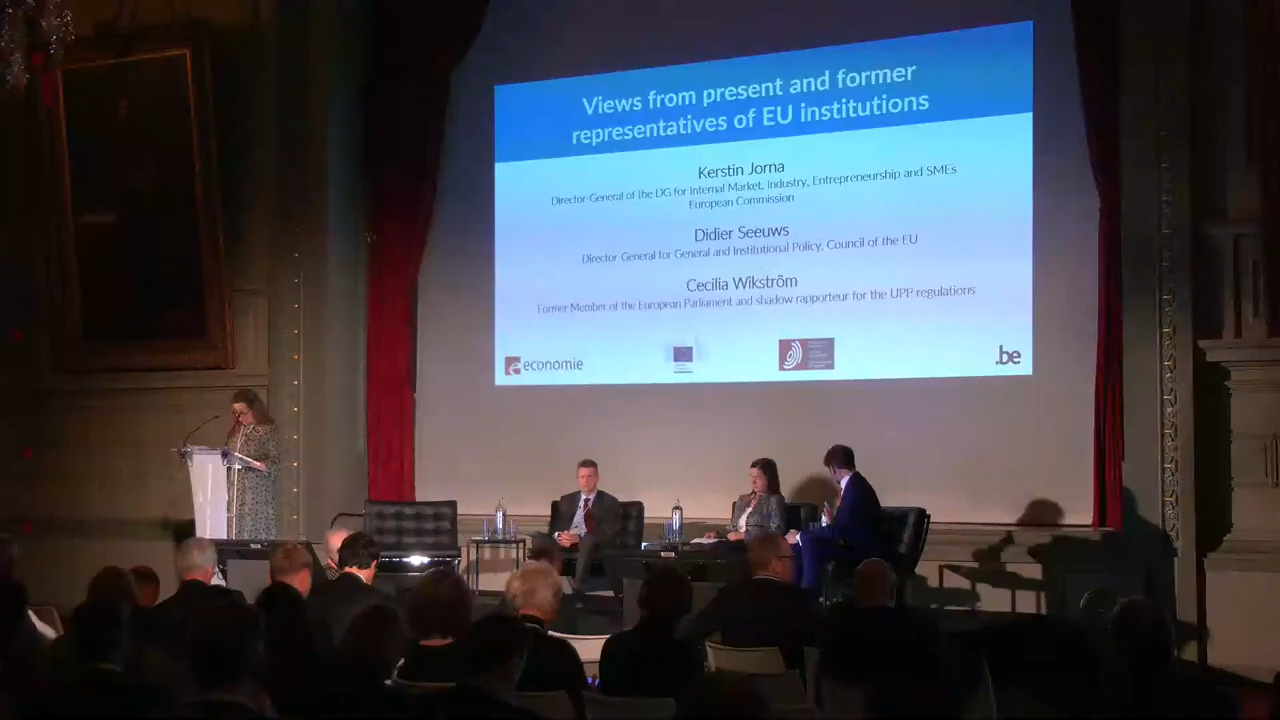 Views from present and former
representatives of EU institutions
Kerstin Jorna
Director-General of the DG for Internal Market, Industry, Entrepreneurship and SMEs
European Commission
Didier Seeuws
Director General for General and Institutional Policy, Council of the EU
Cecilia Wikström
Former Member of the European Parliament and shadow rapporteur for the UPP regulations
economie
.be